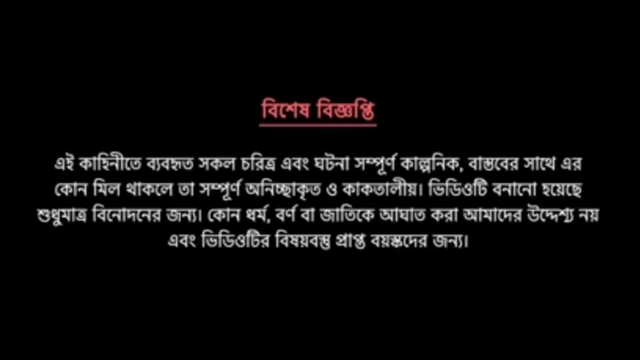 বিশেষ বিজ্ঞপ্তি
এই কাহিনীতে ব্যবহৃত সকল চরিত্র এবং ঘটনা সম্পূর্ণ কাল্পনিক, বাস্তবের সাথে এর
কোন মিল থাকলে তা সম্পূর্ণ অনিচ্ছাকৃত ও কাকতালীয়। ভিডিওটি বনানো হয়েছে
শুধুমাত্র বিনোদনের জন্য। কোন ধর্ম, বর্ণ বা জাতিকে আঘাত করা আমাদের উদ্দেশ্য নয়
এবং ভিডিওটির বিষয়বস্তু প্রাপ্ত বয়স্কদের জন্য।